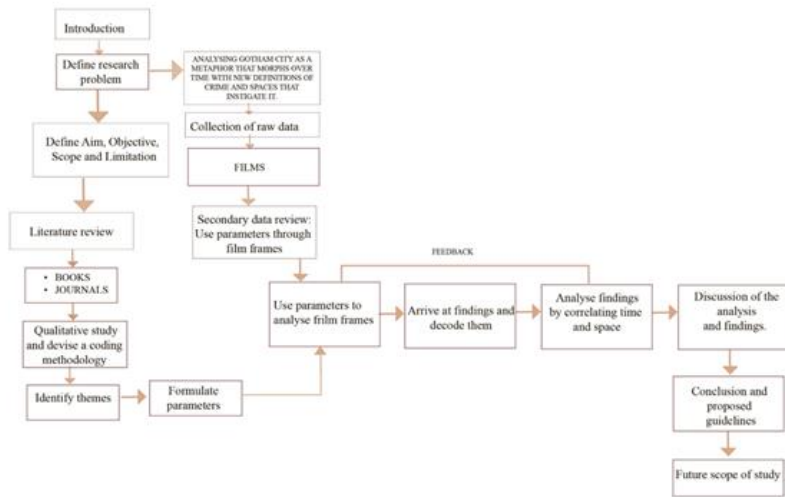 Introduction
Define research
problem
ANALYSING GOTHAM CITY AS A
METAPHOR THAT MORPHS OVER
TIME WITH NEW DEFINITIONS OF
CRIME AND SPACES THAT
INSTIGATE IT.
Collection of raw data
Define Aim, Objective,
Scope and Limitation
FILMS
Literature review
Secondary data review:
Use parameters through
film frames
• BOOKS
• JOURNALS
FEEDBACK
Use parameters to
analyse frilm frames
Arrive at findings and
decode them
Analyse findings
by correlating time
and space
Discussion of the
analysis
and findings.
Qualitative study
and devise a coding
methodology
Identify themes
Formulate
parameters
Conclusion and
proposed
guidelines
Future scope of study